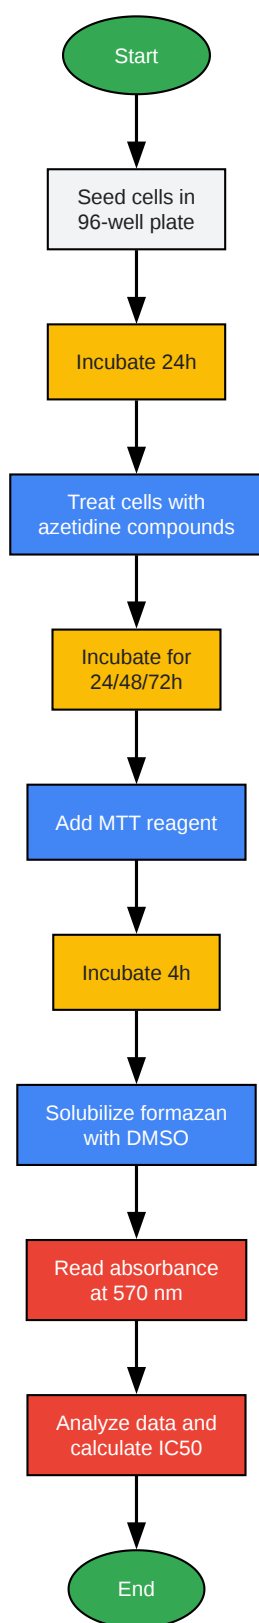 Start
Seed cells in
96-well plate
Incubate 24h
Treat cells with
azetidine compounds
Incubate for
24/48/72h
Add MTT reagent
Incubate 4h
Solubilize formazan
with DMSO
Read absorbance
at 570 nm
Analyze data and
calculate IC50
End